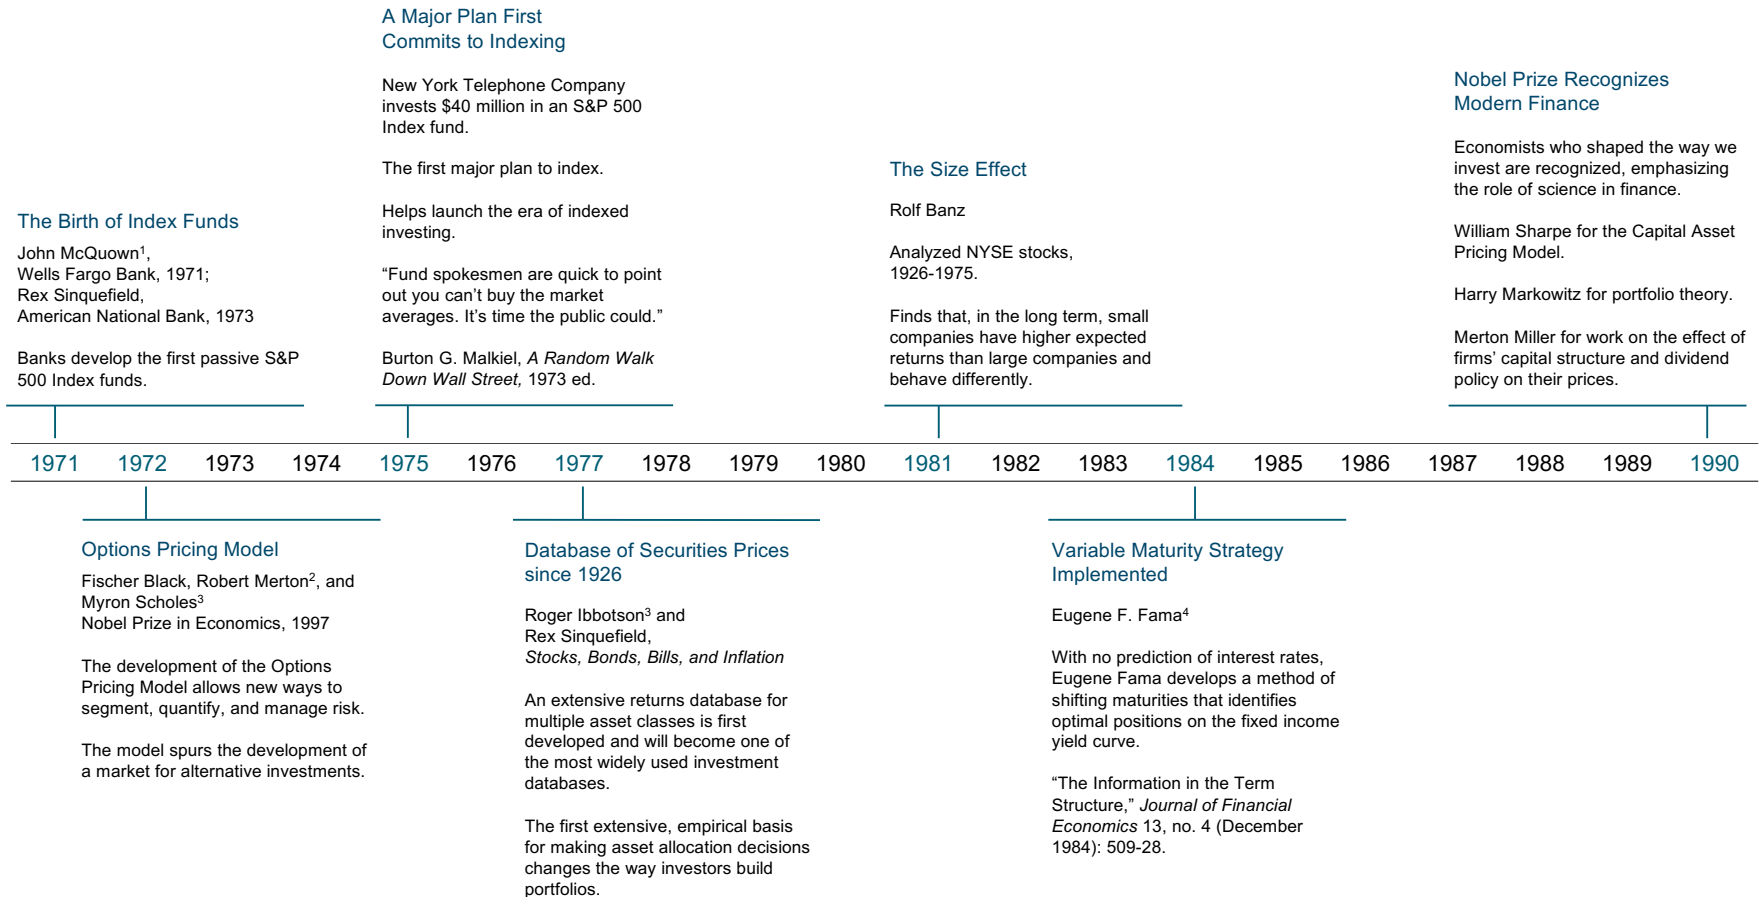 A Major Plan First
Commits to Indexing
New York Telephone Company
invests $40 million in an S&P 500
Index fund.
The first major plan to index.
Helps launch the era of indexed
investing.
“Fund spokesmen are quick to point
out you can’t buy the market
averages. It’s time the public could.”
Burton G. Malkiel, A Random Walk
Down Wall Street, 1973 ed.
Nobel Prize Recognizes
Modern Finance
Economists who shaped the way we
invest are recognized, emphasizing
the role of science in finance.
William Sharpe for the Capital Asset
Pricing Model.
Harry Markowitz for portfolio theory.
Merton Miller for work on the effect of
firms’ capital structure and dividend
policy on their prices.
The Size Effect
Rolf Banz
Analyzed NYSE stocks,
1926-1975.
Finds that, in the long term, small
companies have higher expected
returns than large companies and
behave differently.
The Birth of Index Funds
John McQuown¹,
Wells Fargo Bank, 1971;
Rex Sinquefield,
American National Bank, 1973
Banks develop the first passive S&P
500 Index funds.
1971 1972 1973 1974 1975 1976 1977 1978 1979 1980 1981 1982 1983 1984 1985 1986 1987 1988 1989 1990
Options Pricing Model
Fischer Black, Robert Merton², and
Myron Scholes³
Nobel Prize in Economics, 1997
The development of the Options
Pricing Model allows new ways to
segment, quantify, and manage risk.
The model spurs the development of
a market for alternative investments.
Database of Securities Prices
since 1926
Roger Ibbotson³ and
Rex Sinquefield,
Stocks, Bonds, Bills, and Inflation
An extensive returns database for
multiple asset classes is first
developed and will become one of
the most widely used investment
databases.
The first extensive, empirical basis
for making asset allocation decisions
changes the way investors build
portfolios.
Variable Maturity Strategy
Implemented
Eugene F. Fama⁴
With no prediction of interest rates,
Eugene Fama develops a method of
shifting maturities that identifies
optimal positions on the fixed income
yield curve.
“The Information in the Term
Structure,” Journal of Financial
Economics 13, no. 4 (December
1984): 509-28.